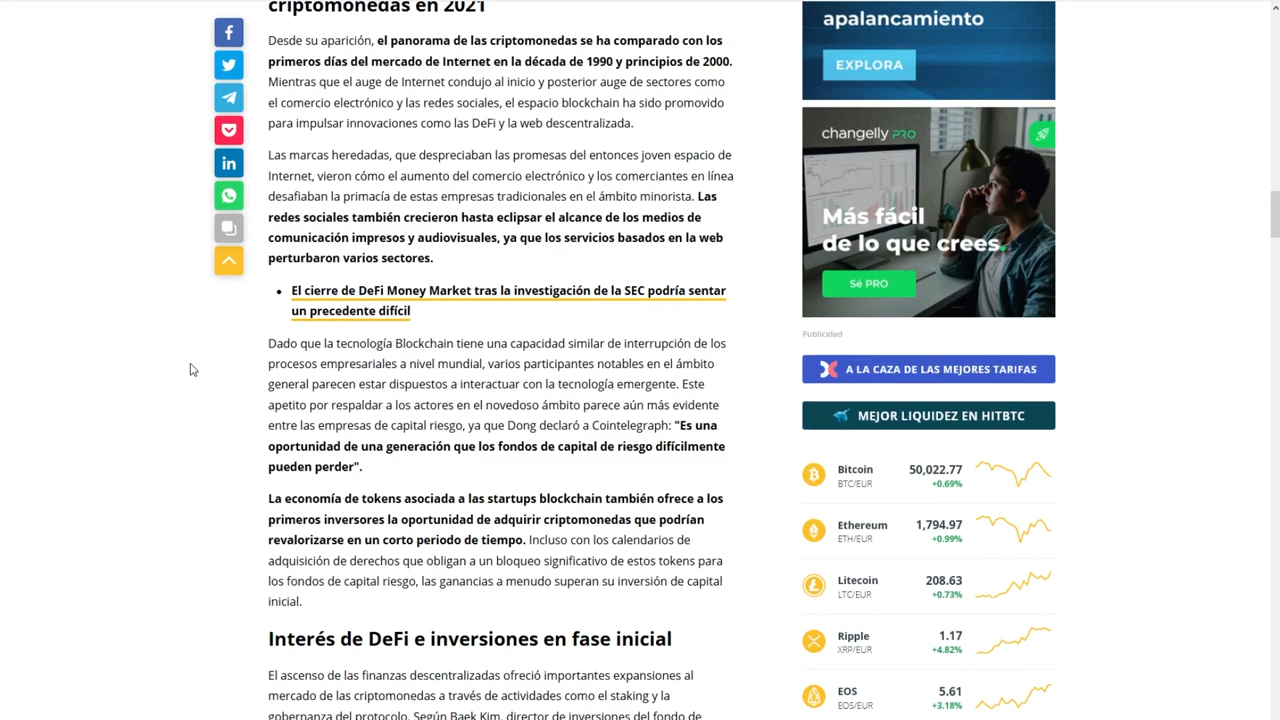 criptomonedas en 2021
Desde su aparición, el panorama de las criptomonedas se ha comparado con los
primeros días del mercado de Internet en la década de 1990 y principios de 2000.
Mientras que el auge de Internet condujo al inicio y posterior auge de sectores como
el comercio electrónico y las redes sociales, el espacio blockchain ha sido promovido
para impulsar innovaciones como las DeFi y la web descentralizada.
Las marcas heredadas, que despreciaban las promesas del entonces joven espacio de
Internet, vieron cómo el aumento del comercio electrónico y los comerciantes en línea
desafiaban la primacía de estas empresas tradicionales en el ámbito minorista. Las
redes sociales también crecieron hasta eclipsar el alcance de los medios de
comunicación impresos y audiovisuales, ya que los servicios basados en la web
perturbaron varios sectores.
El cierre de DeFi Money Market tras la investigación de la SEC podría sentar
un precedente difícil
Dado que la tecnología Blockchain tiene una capacidad similar de interrupción de los
procesos empresariales a nivel mundial, varios participantes notables en el ámbito
general parecen estar dispuestos a interactuar con la tecnología emergente. Este
apetito por respaldar a los actores en el novedoso ámbito parece aún más evidente
entre las empresas de capital riesgo, ya que Dong declaró a Cointelegraph: "Es una
oportunidad de una generación que los fondos de capital de riesgo difícilmente
pueden perder".
La economía de tokens asociada a las startups blockchain también ofrece a los
primeros inversores la oportunidad de adquirir criptomonedas que podrían
revalorizarse en un corto periodo de tiempo. Incluso con los calendarios de
adquisición de derechos que obligan a un bloqueo significativo de estos tokens para
los fondos de capital riesgo, las ganancias a menudo superan su inversión de capital
inicial.
Interés de DeFi e inversiones en fase inicial
El ascenso de las finanzas descentralizadas ofreció importantes expansiones al
mercado de las criptomonedas a través de actividades como el staking y la
gobernanza del protocolo. Según Baek Kim, director de inversiones del fondo de
apalancamiento
EXPLORA
changelly PRO
Más fácil
de lo que crees.
Sé PRO
Publicidad
A LA CAZA DE LAS MEJORES TARIFAS
MEJOR LIQUIDEZ EN HITBTC
Bitcoin 50,022.77
BTC/EUR +0.69%
Ethereum 1,794.97
ETH/EUR +0.99%
Litecoin 208.63
LTC/EUR +0.73%
Ripple 1.17
XRP/EUR +4.82%
EOS 5.61
EOS/EUR +3.18%